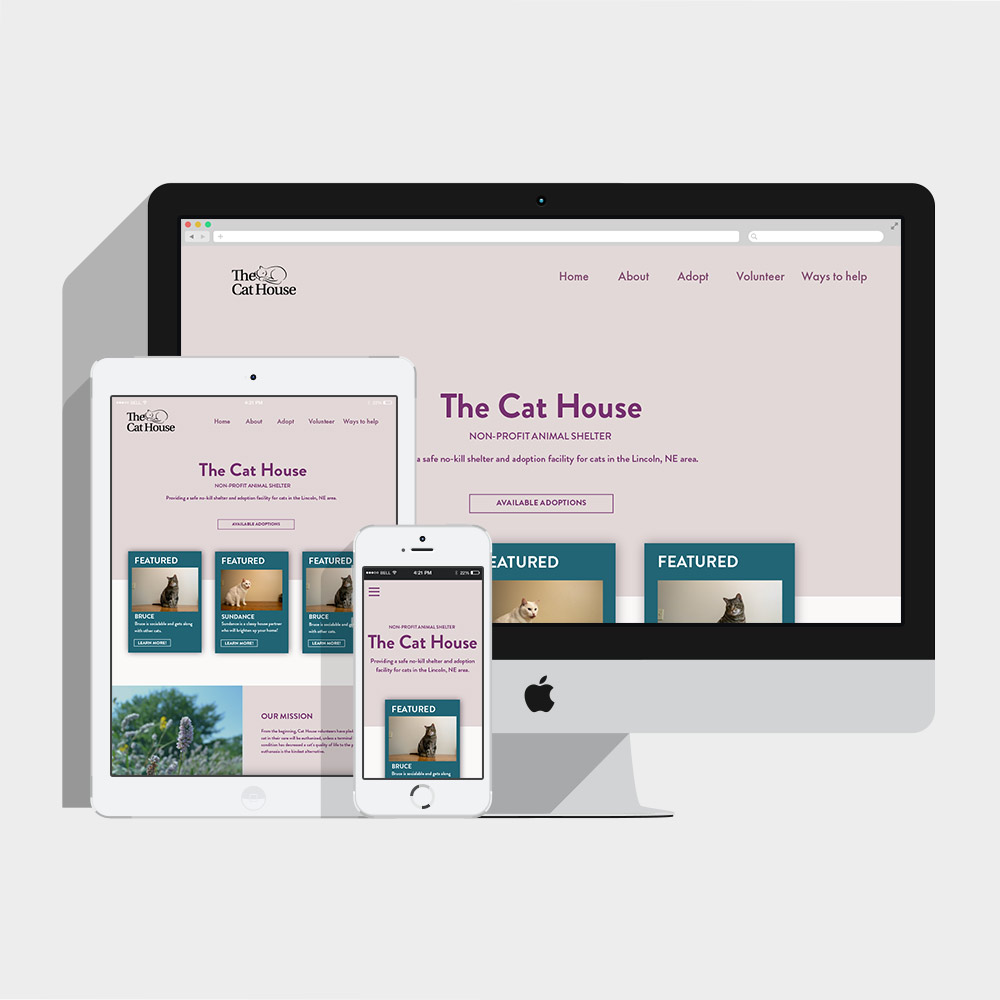 The
Cat House
Home About Adopt Volunteer Ways to help
The Cat House
NON-PROFIT ANIMAL SHELTER
a safe no-kill shelter and adoption facility for cats in the Lincoln, NE area.
AVAILABLE ADOPTIONS
EATURED
FEATURED
BELL 4:21 PM 22%
The
Cat House
Home About Adopt Volunteer Ways to help
The Cat House
NON-PROFIT ANIMAL SHELTER
Providing a safe no-kill shelter and adoption facility for cats in the Lincoln, NE area.
AVAILABLE ADOPTIONS
FEATURED
BRUCE
Bruce is sociable and gets along
with other cats.
LEARN MORE!
FEATURED
SUNDANCE
Sundance is a sleepy house partner
who will brighten up your home!
LEARN MORE!
FEATURED
BRUCE
Bruce is sociable and g
with other cats.
LEARN MORE!
OUR MISSION
From the beginning, Cat House volunteers have pled
cat in their care will be euthanized, unless a terminal
condition has decreased a cat's quality of life to the p
euthanasia is the kindest alternative.
BELL 4:21 PM 22%
NON-PROFIT ANIMAL SHELTER
The Cat House
Providing a safe no-kill shelter and adoption
facility for cats in the Lincoln, NE area.
FEATURED
BRUCE
Bruce is sociable and gets along